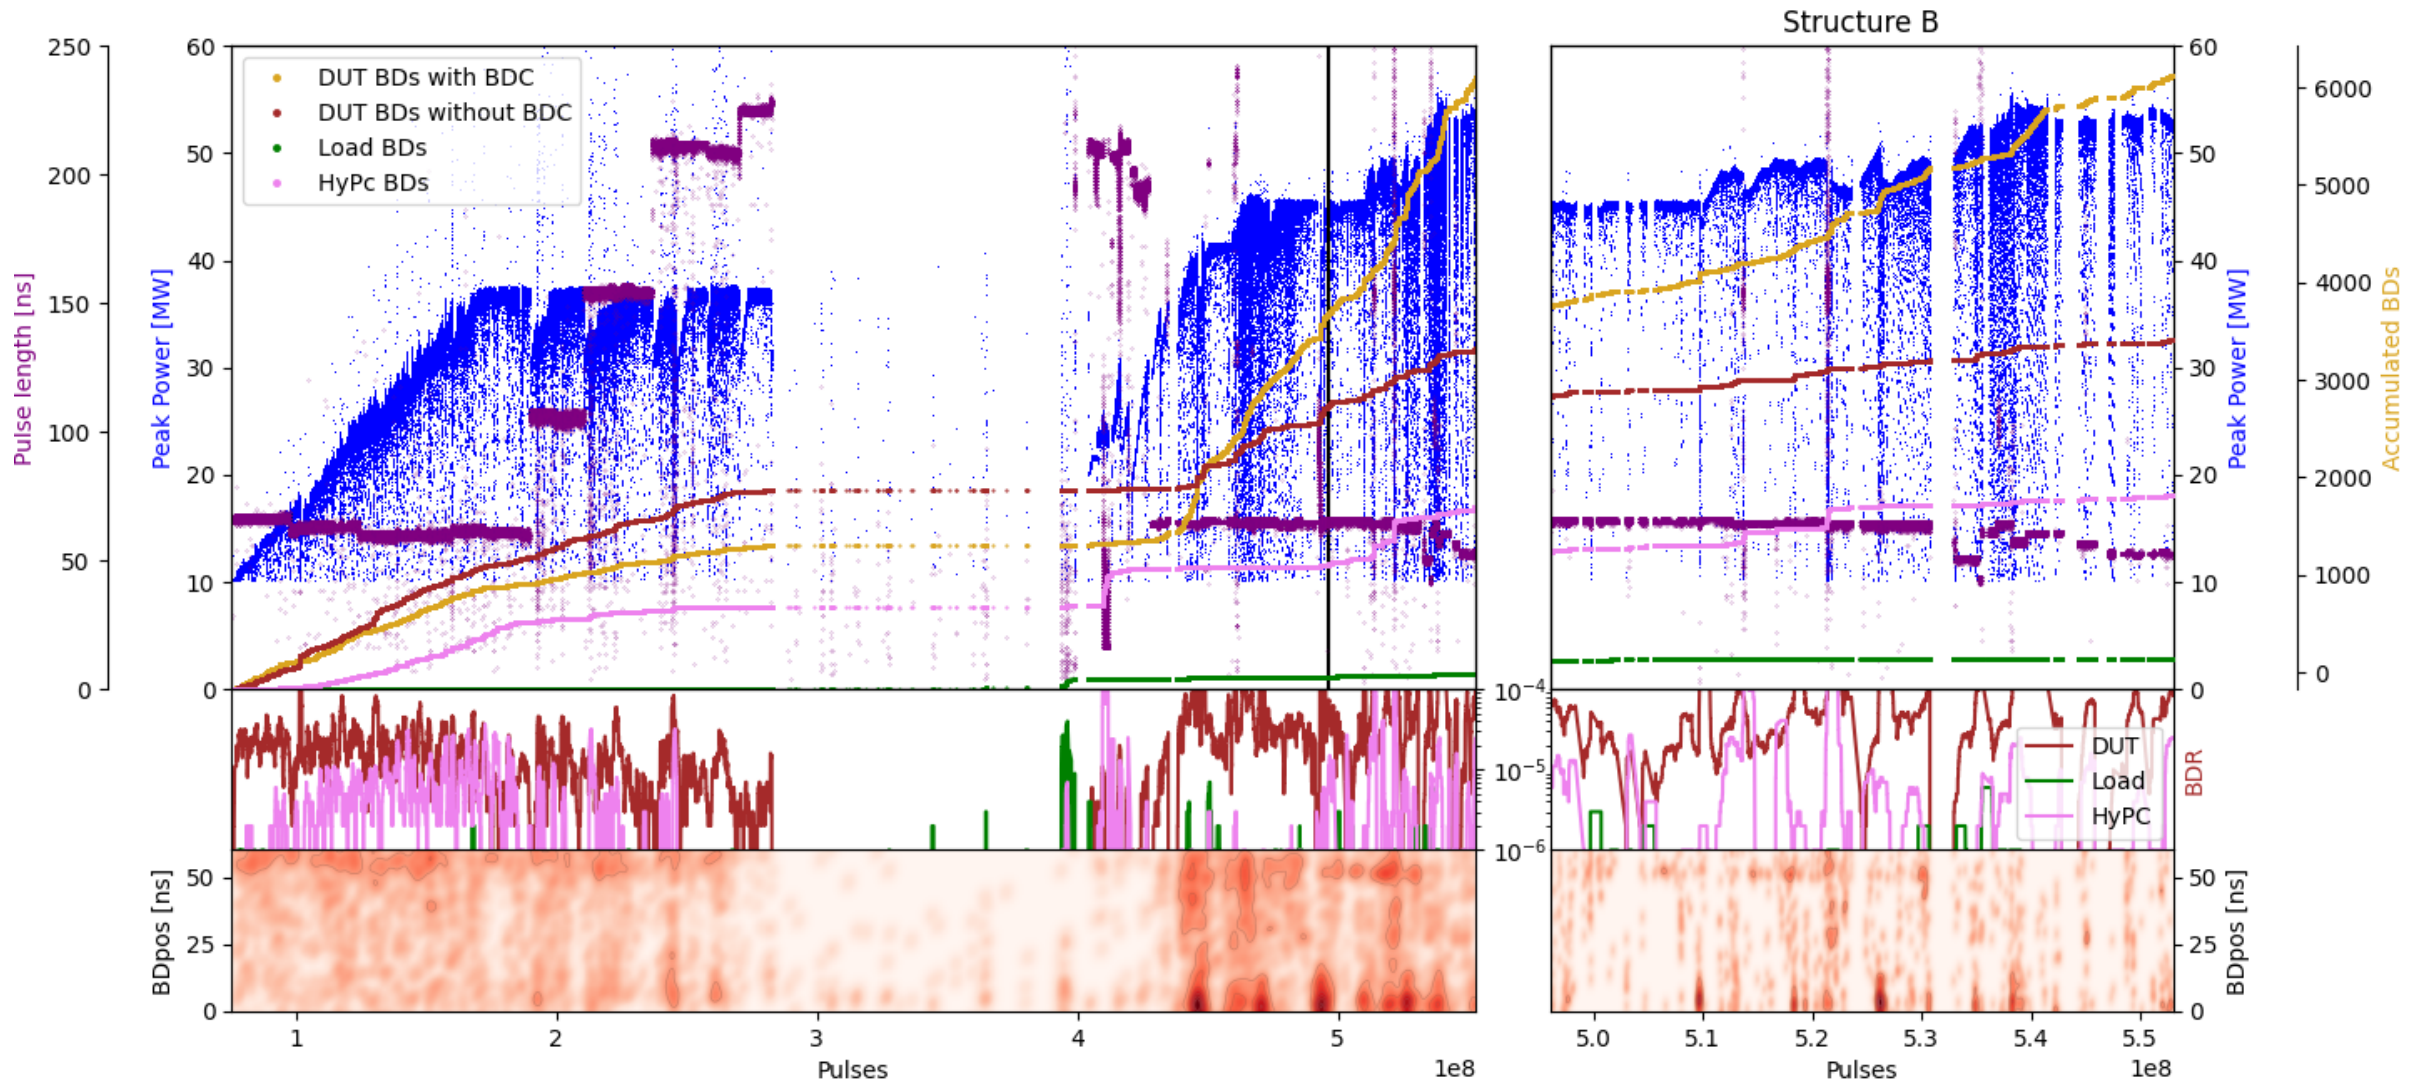 Structure B
250
200
150
100
50
0
Pulse length [ns]
60
50
40
30
20
10
0
Peak Power [MW]
DUT BDs with BDC
DUT BDs without BDC
Load BDs
HyPc BDs
60
50
40
30
20
10
0
Peak Power [MW]
6000
5000
4000
3000
2000
1000
0
Accumulated BDs
10⁻⁴
10⁻⁵
10⁻⁶
BDR
DUT
Load
HyPC
50
25
0
BDpos [ns]
50
25
0
BDpos [ns]
1 2 3 4 5
Pulses
1e8
5.0 5.1 5.2 5.3 5.4 5.5
Pulses
1e8